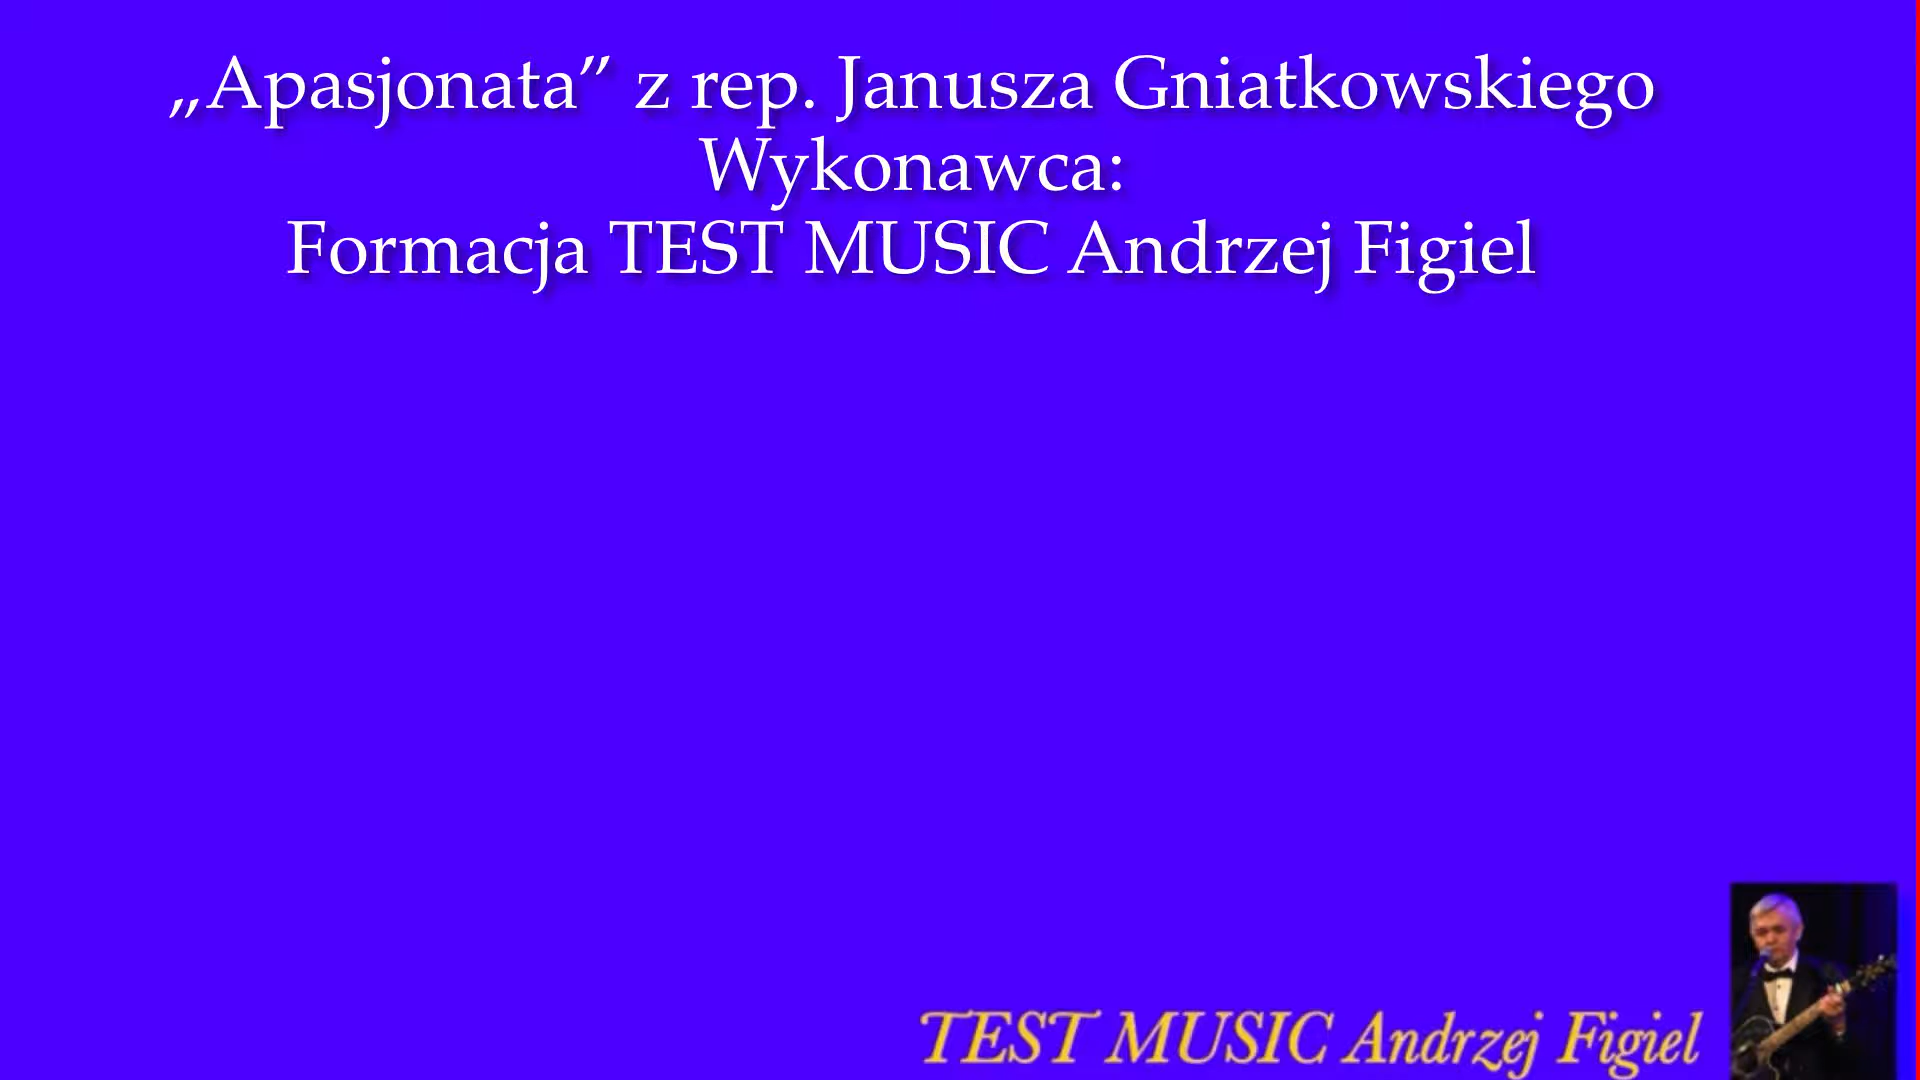 „Apasjonata” z rep. Janusza Gniatkowskiego
Wykonawca:
Formacja TEST MUSIC Andrzej Figiel
TEST MUSIC Andrzej Figiel